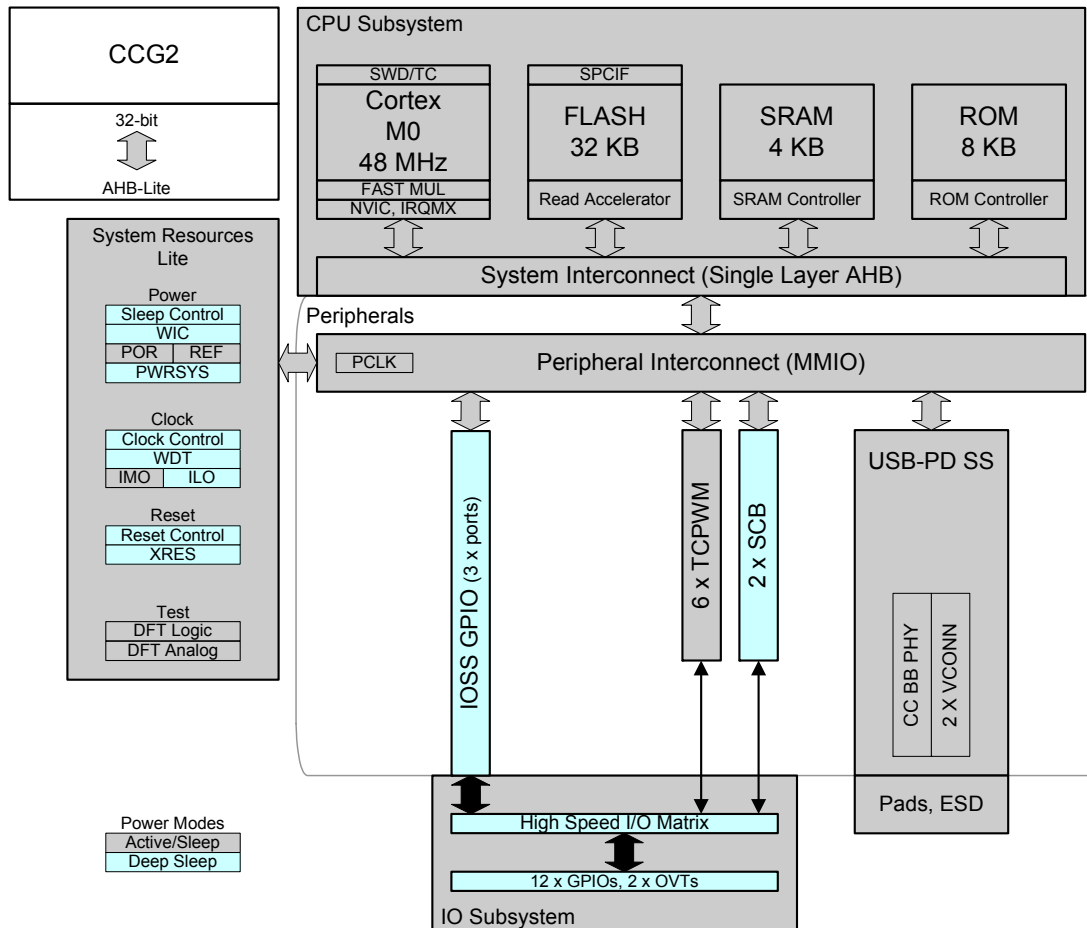 CCG2
32-bit
AHB-Lite
CPU Subsystem
SWD/TC
Cortex
M0
48 MHz
FAST MUL
NVIC, IRQMX
SPCIF
FLASH
32 KB
Read Accelerator
SRAM
4 KB
SRAM Controller
ROM
8 KB
ROM Controller
System Interconnect (Single Layer AHB)
System Resources
Lite
Power
Sleep Control
WIC
POR REF
PWRSYS
Clock
Clock Control
WDT
IMO ILO
Reset
Reset Control
XRES
Test
DFT Logic
DFT Analog
Peripherals
PCLK
Peripheral Interconnect (MMIO)
IOSS GPIO (3 x ports)
6 x TCPWM
2 x SCB
USB-PD SS
CC BB PHY
2 X VCONN
Pads, ESD
High Speed I/O Matrix
12 x GPIOs, 2 x OVTs
IO Subsystem
Power Modes
Active/Sleep
Deep Sleep